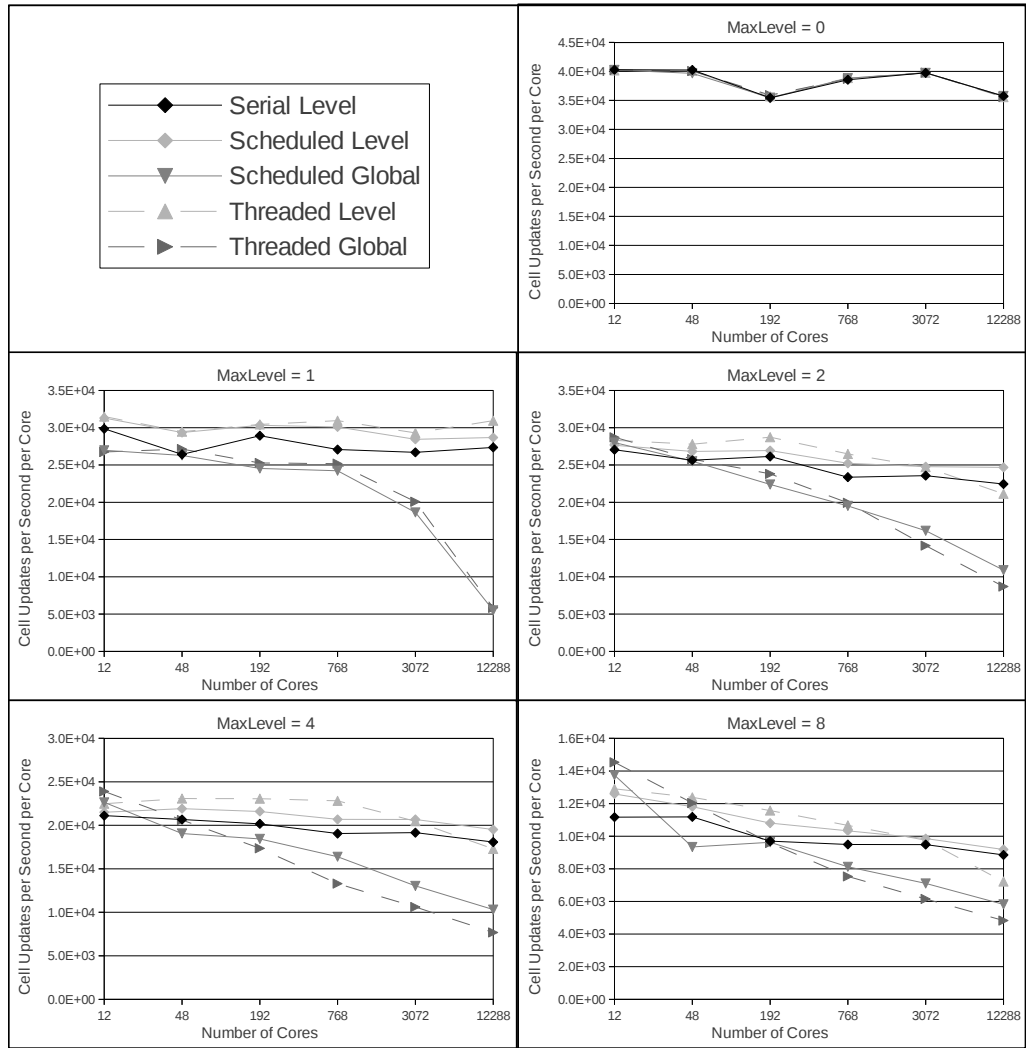 Serial Level
Scheduled Level
Scheduled Global
Threaded Level
Threaded Global
MaxLevel = 0
Cell Updates per Second per Core
4.5E+04
4.0E+04
3.5E+04
3.0E+04
2.5E+04
2.0E+04
1.5E+04
1.0E+04
5.0E+03
0.0E+00
12 48 192 768 3072 12288
Number of Cores
MaxLevel = 1
Cell Updates per Second per Core
3.5E+04
3.0E+04
2.5E+04
2.0E+04
1.5E+04
1.0E+04
5.0E+03
0.0E+00
12 48 192 768 3072 12288
Number of Cores
MaxLevel = 2
Cell Updates per Second per Core
3.5E+04
3.0E+04
2.5E+04
2.0E+04
1.5E+04
1.0E+04
5.0E+03
0.0E+00
12 48 192 768 3072 12288
Number of Cores
MaxLevel = 4
Cell Updates per Second per Core
3.0E+04
2.5E+04
2.0E+04
1.5E+04
1.0E+04
5.0E+03
0.0E+00
12 48 192 768 3072 12288
Number of Cores
MaxLevel = 8
Cell Updates per Second per Core
1.6E+04
1.4E+04
1.2E+04
1.0E+04
8.0E+03
6.0E+03
4.0E+03
2.0E+03
0.0E+00
12 48 192 768 3072 12288
Number of Cores